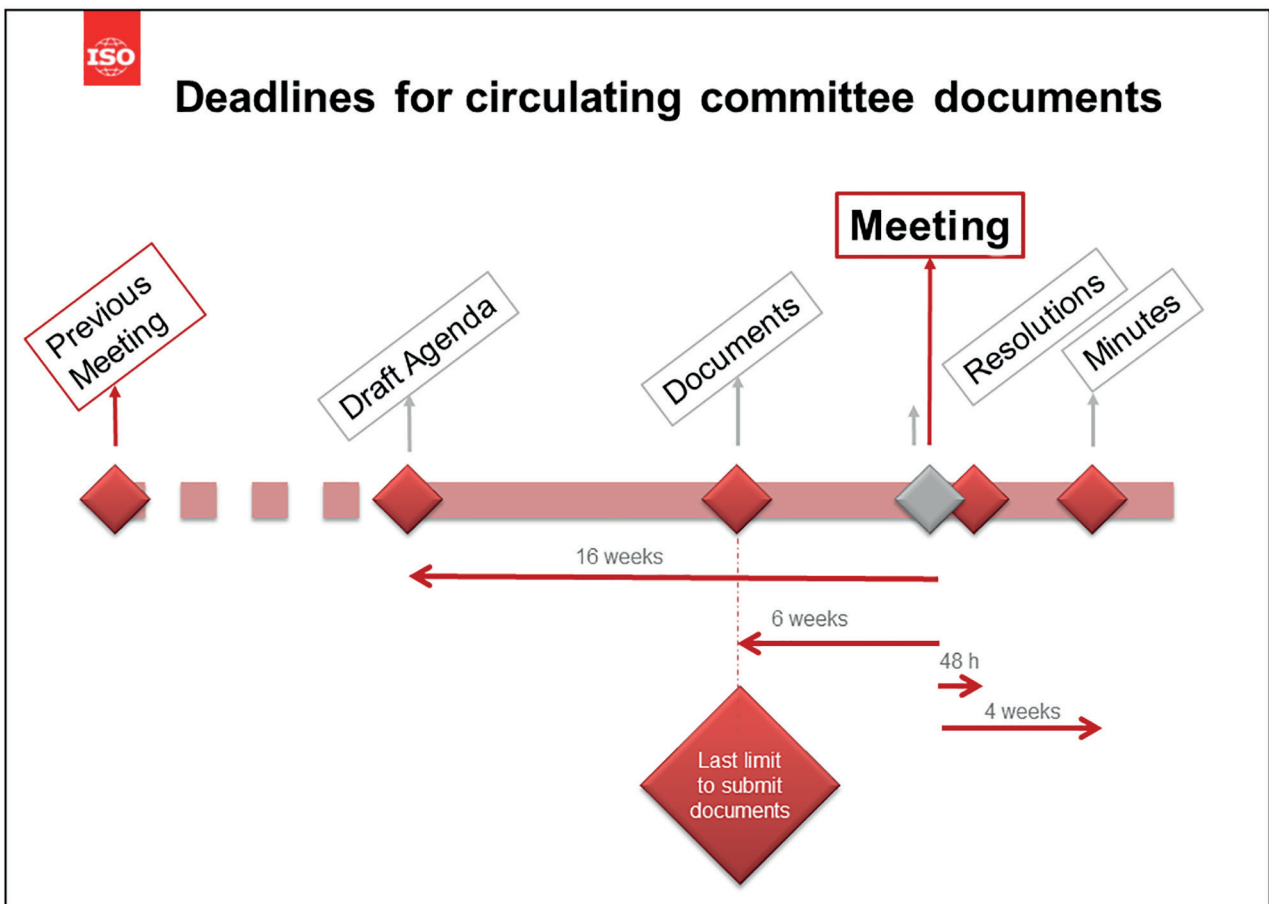 ISO
Deadlines for circulating committee documents
Meeting
Previous
Meeting
Draft Agenda
Documents
Resolutions
Minutes
16 weeks
6 weeks
48 h
4 weeks
Last limit
to submit
documents